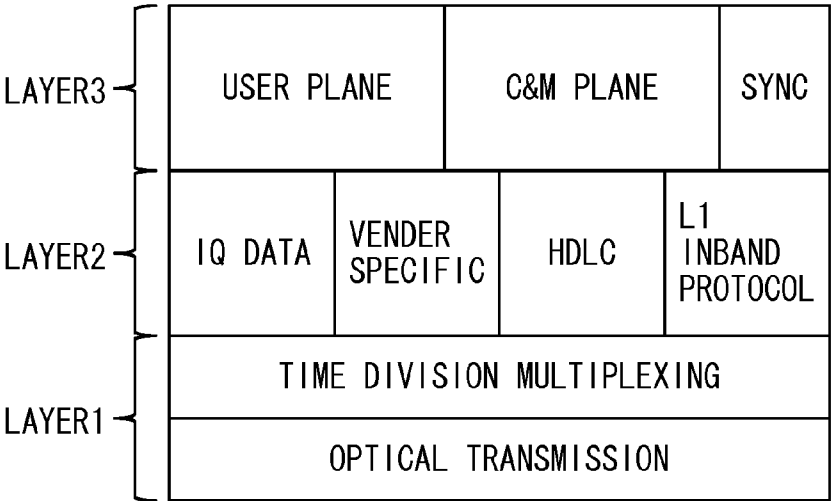 LAYER3
USER PLANE
C&M PLANE
SYNC
LAYER2
IQ DATA
VENDER
SPECIFIC
HDLC
L1
INBAND
PROTOCOL
LAYER1
TIME DIVISION MULTIPLEXING
OPTICAL TRANSMISSION